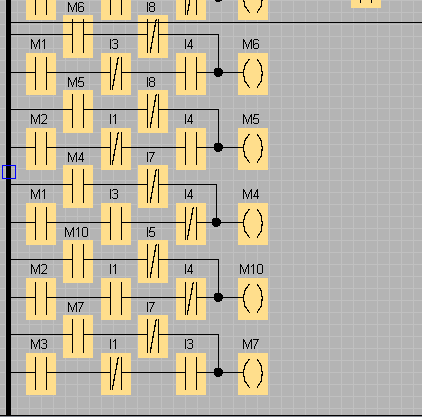 M6 I8
M1 I3 I4 M6
M5 I8
M2 I1 I4 M5
M4 I7
M1 I3 I4 M4
M10 I5
M2 I1 I4 M10
M7 I7
M3 I1 I3 M7